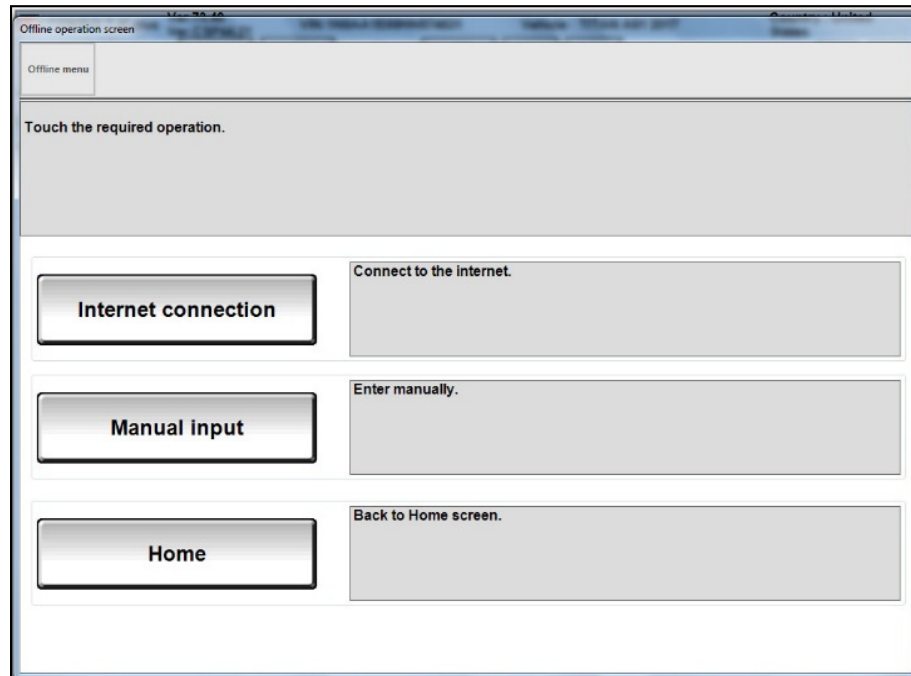 Offline operation screen
Offline menu
Touch the required operation.
Internet connection
Connect to the internet.
Manual input
Enter manually.
Home
Back to Home screen.